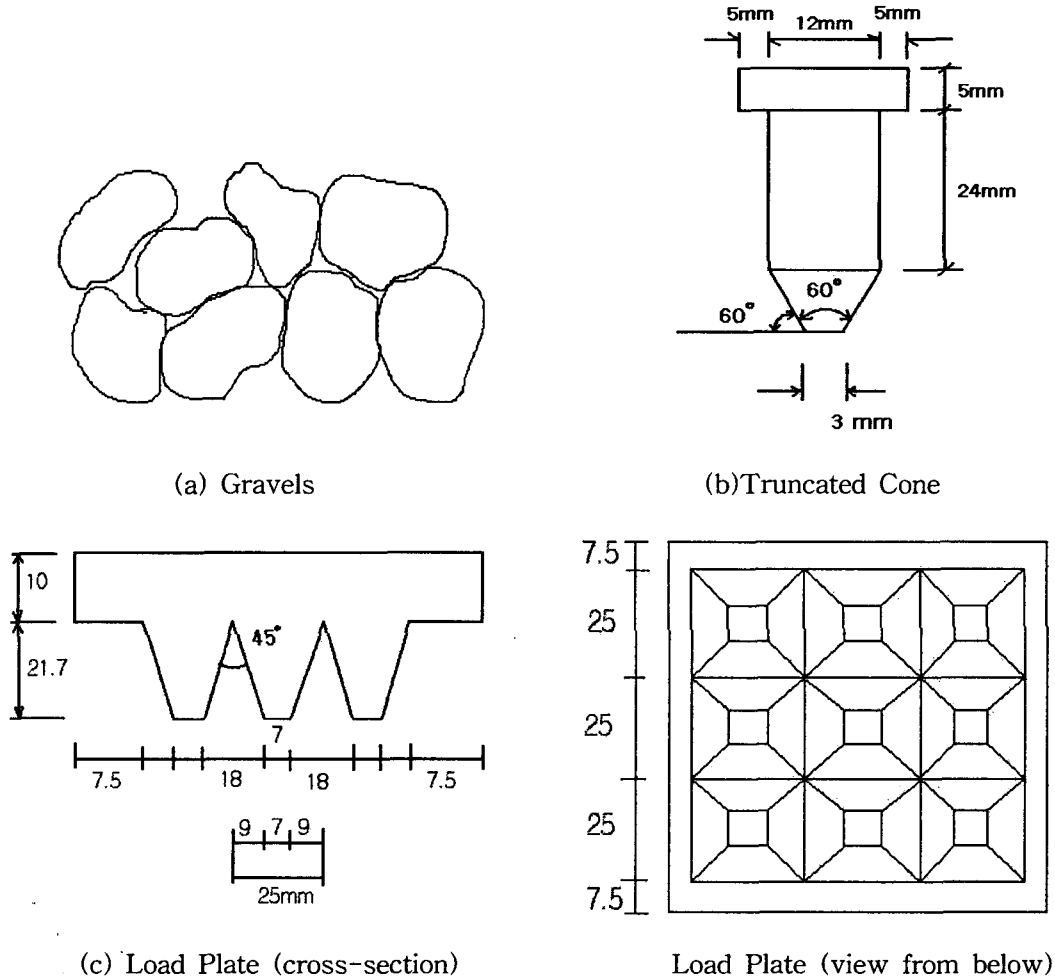 5mm 12mm 5mm
5mm
24mm
60° 60°
3 mm
(a) Gravels
(b)Truncated Cone
10
45°
21.7
7
7.5 18 18 7.5
9 7 9
25mm
7.5
25
25
25
7.5
(c) Load Plate (cross-section)
Load Plate (view from below)